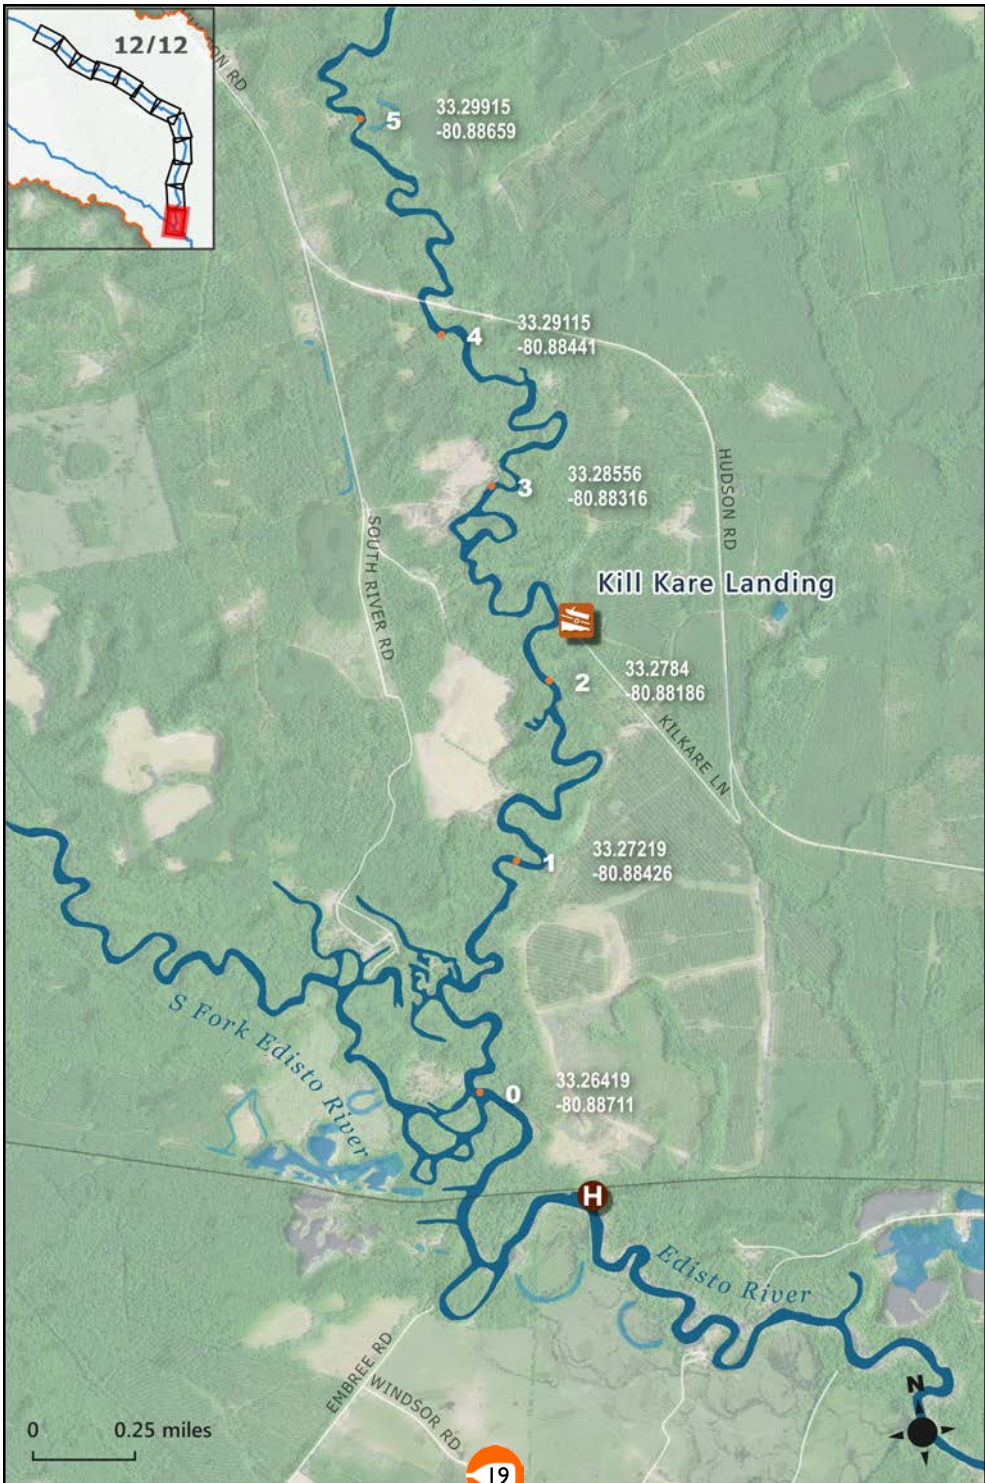 12/12
ON RD
5
33.29915
-80.88659
4
33.29115
-80.88441
3
33.28556
-80.88316
HUDSON RD
SOUTH RIVER RD
Kill Kare Landing
2
33.2784
-80.88186
KILKARE LN
1
33.27219
-80.88426
S Fork Edisto River
0
33.26419
-80.88711
H
Edisto River
EMBREE RD
WINDSOR RD
N
0 0.25 miles
19